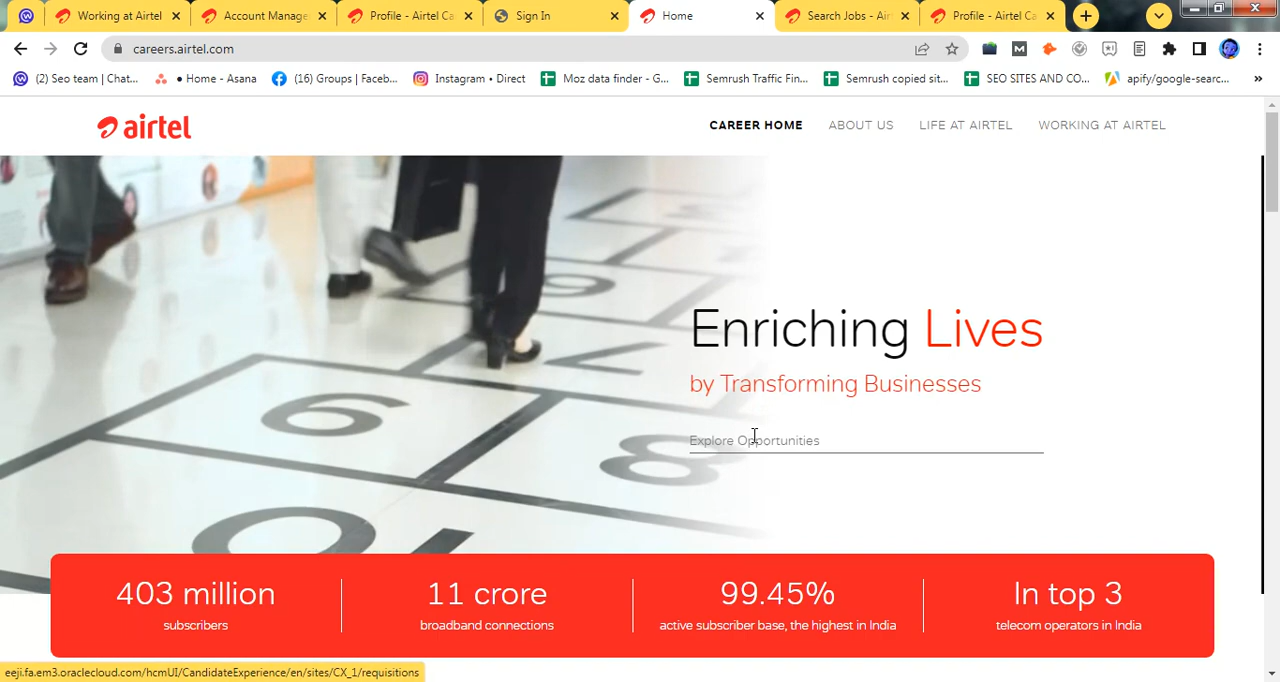 Working at Airtel
Account Manage
Profile - Airtel Ca
Sign In
Home
Search Jobs - Air
Profile - Airtel Ca
careers.airtel.com
(2) Seo team | Chat...
● Home - Asana
(16) Groups | Faceb...
Instagram • Direct
Moz data finder - G...
Semrush Traffic Fin...
Semrush copied sit...
SEO SITES AND CO...
apify/google-searc...
»
airtel
CAREER HOME
ABOUT US
LIFE AT AIRTEL
WORKING AT AIRTEL
Enriching Lives
by Transforming Businesses
Explore Opportunities
6
8
9
7
10
403 million
subscribers
11 crore
broadband connections
99.45%
active subscriber base, the highest in India
In top 3
telecom operators in India
eeji.fa.em3.oraclecloud.com/hcmUI/CandidateExperience/en/sites/CX_1/requisitions